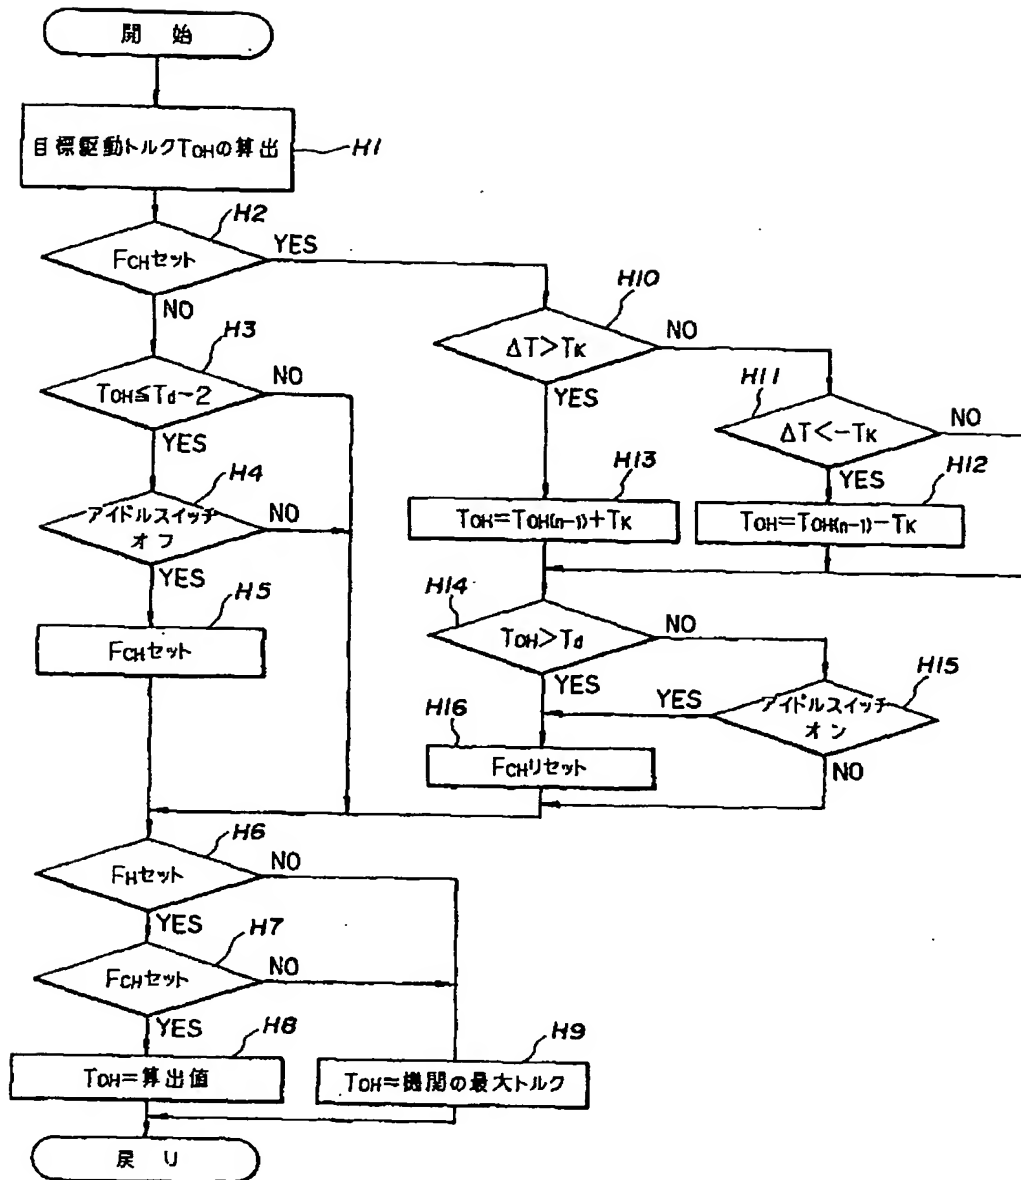 開 始
目標駆動トルクTOHの算出
H1
H2
FCHセット
YES
NO
H3
TOH≦Td-2
NO
YES
H4
アイドルスイッチ
オフ
NO
YES
H5
FCHセット
H10
ΔT>TK
NO
YES
H11
ΔT<-TK
NO
YES
H13
TOH=TOH(n-1)+TK
H12
TOH=TOH(n-1)-TK
H14
TOH>Td
NO
YES
H15
アイドルスイッチ
オン
YES
NO
H16
FCHリセット
H6
FHセット
NO
YES
H7
FCHセット
NO
YES
H8
TOH=算出値
H9
TOH=機関の最大トルク
戻 り